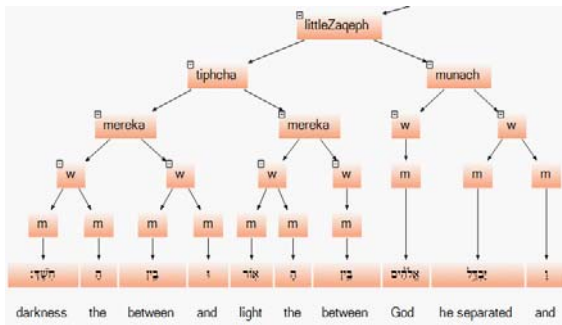 littleZaqeph
tiphcha munach
mereka mereka w w
w w w w m m m
m m m m m m m
וַ יַּבְדֵּל אֱלֹהִים בֵּין הָ אוֹר וּ בֵין הַ חֹשֶׁךְ׃
darkness the between and light the between God he separated and